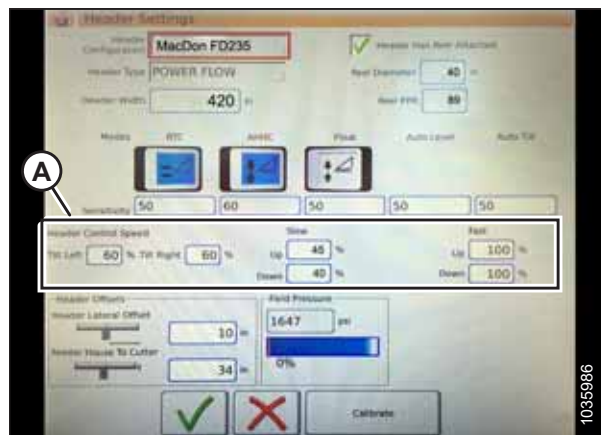 Header Settings
Header Configuration MacDon FD235
Header Has Reel Attached
Header Type POWER FLOW
Reel Diameter 40 in
Header Width 420 in
Reel PPR 89
Modes RTC AHHC Float Auto Level Auto Tilt
Sensitivity 50 60 50 50 50
A
Header Control Speed Slow Fast
Tilt Left 60 % Tilt Right 60 % Up 45 % Up 100 %
Down 40 % Down 100 %
Header Offsets Field Pressure
Header Lateral Offset 1647 psi
10 in
Feeder House To Cutter
34 in
0%
Calibrate
1035986